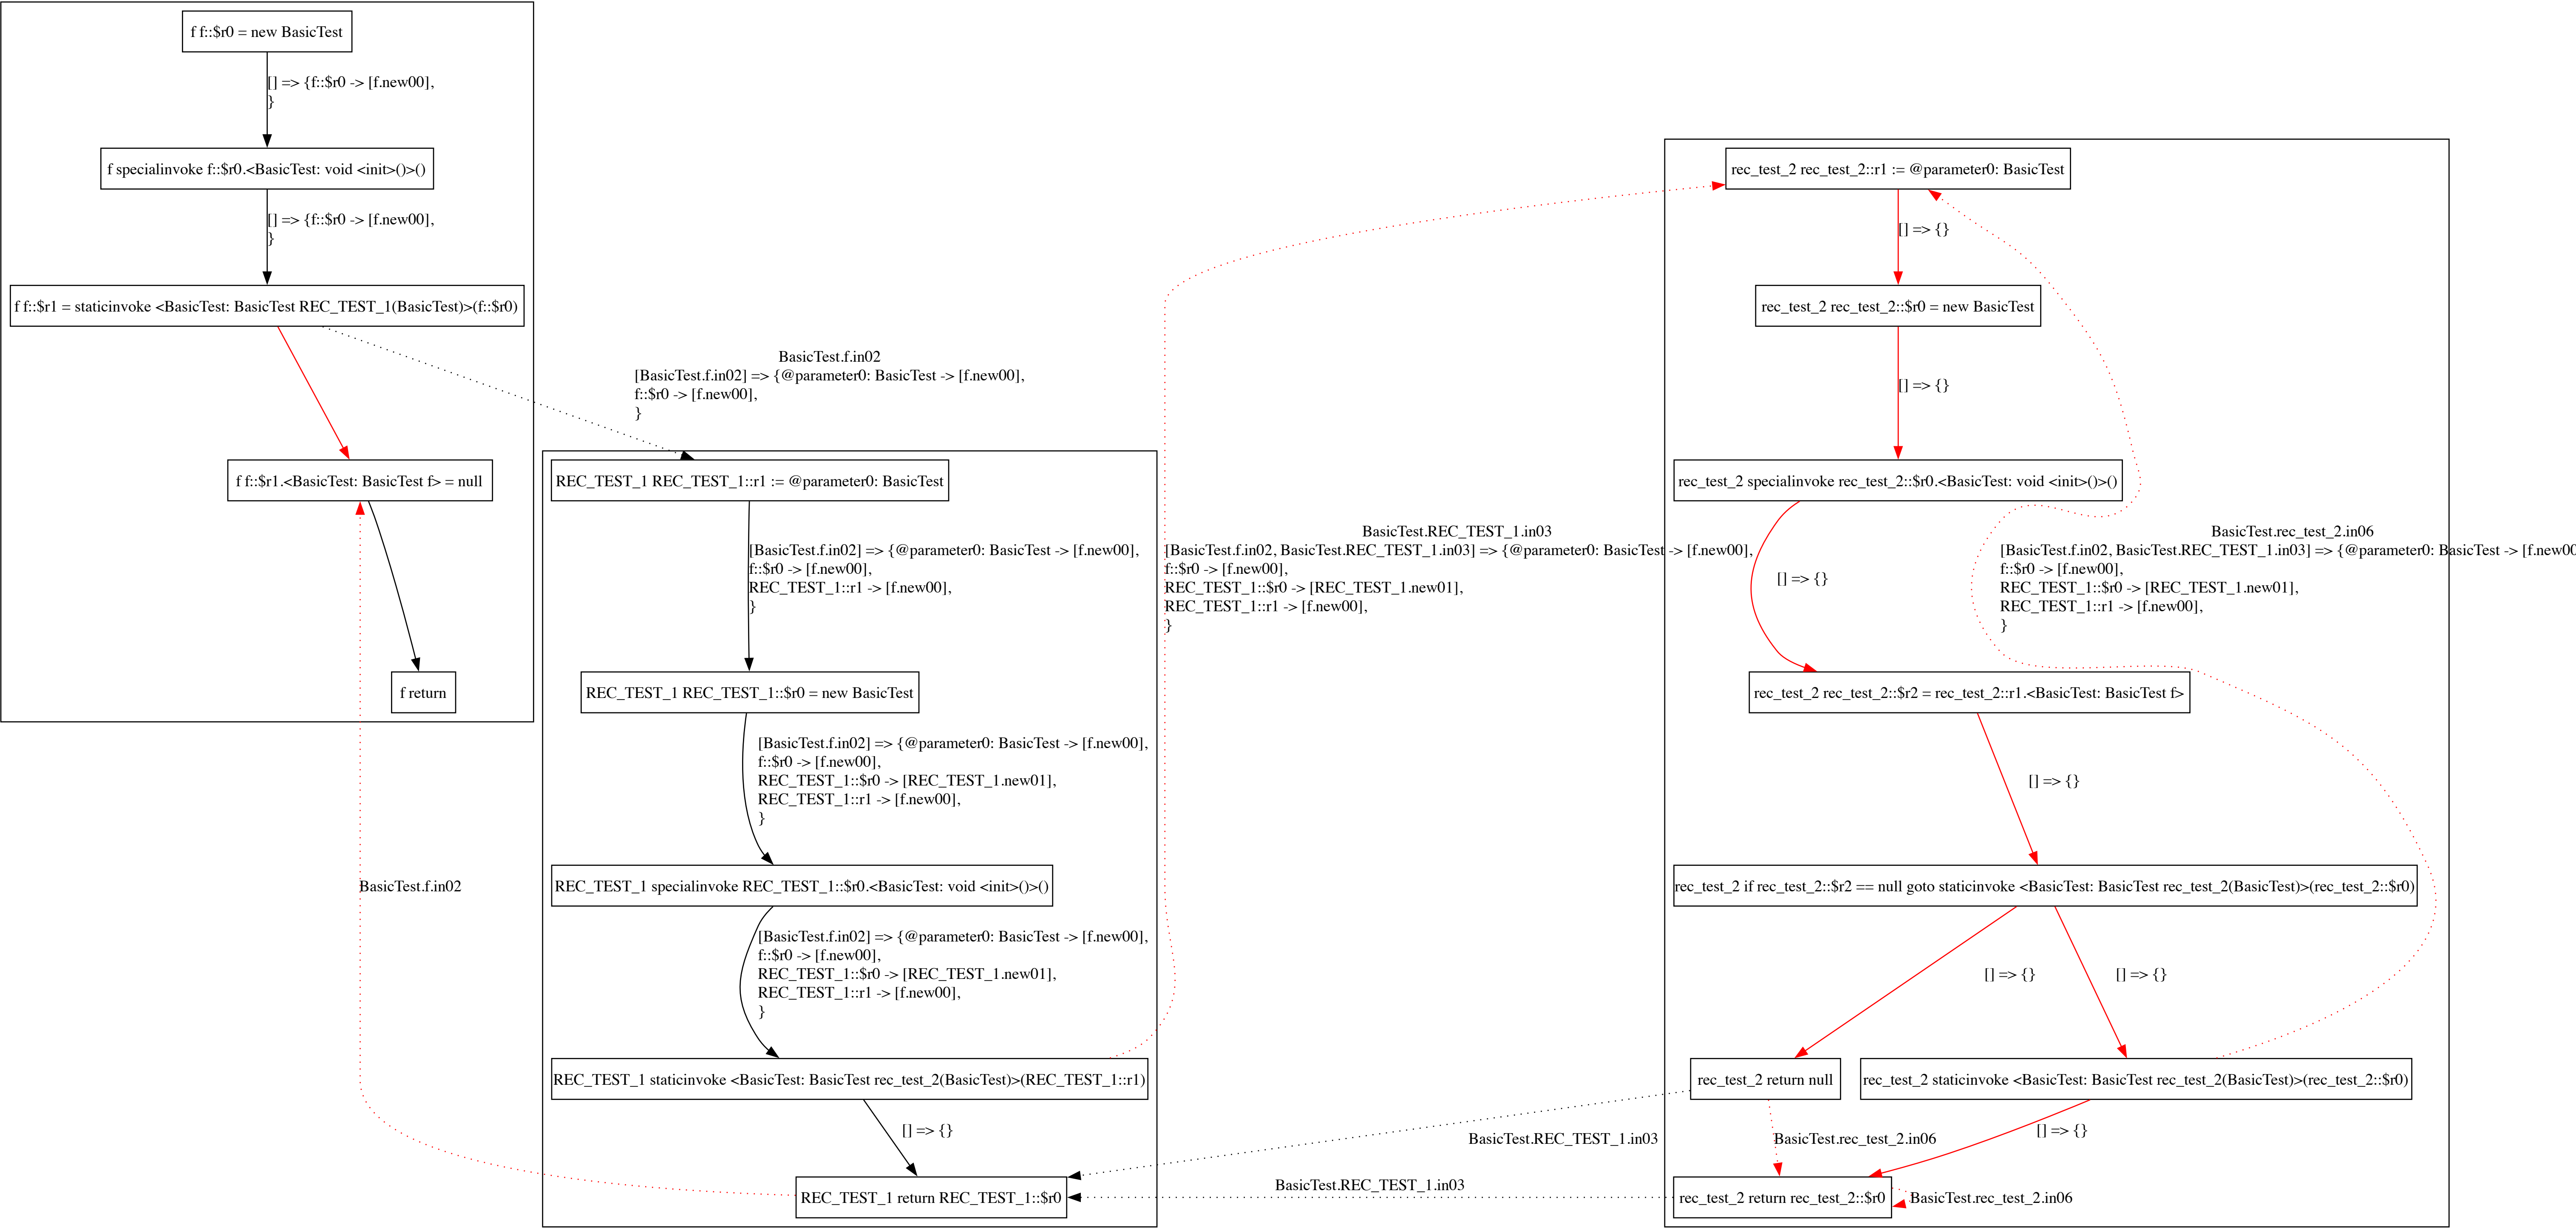 f f::$r0 = new BasicTest
[] => {f::$r0 -> [f.new00],
}
f specialinvoke f::$r0.<BasicTest: void <init>()>()
[] => {f::$r0 -> [f.new00],
}
f f::$r1 = staticinvoke <BasicTest: BasicTest REC_TEST_1(BasicTest)>(f::$r0)
f f::$r1.<BasicTest: BasicTest f> = null
f return
BasicTest.f.in02
BasicTest.f.in02
[BasicTest.f.in02] => {@parameter0: BasicTest -> [f.new00],
f::$r0 -> [f.new00],
}
REC_TEST_1 REC_TEST_1::r1 := @parameter0: BasicTest
[BasicTest.f.in02] => {@parameter0: BasicTest -> [f.new00],
f::$r0 -> [f.new00],
REC_TEST_1::r1 -> [f.new00],
}
REC_TEST_1 REC_TEST_1::$r0 = new BasicTest
[BasicTest.f.in02] => {@parameter0: BasicTest -> [f.new00],
f::$r0 -> [f.new00],
REC_TEST_1::$r0 -> [REC_TEST_1.new01],
REC_TEST_1::r1 -> [f.new00],
}
REC_TEST_1 specialinvoke REC_TEST_1::$r0.<BasicTest: void <init>()>()
[BasicTest.f.in02] => {@parameter0: BasicTest -> [f.new00],
f::$r0 -> [f.new00],
REC_TEST_1::$r0 -> [REC_TEST_1.new01],
REC_TEST_1::r1 -> [f.new00],
}
REC_TEST_1 staticinvoke <BasicTest: BasicTest rec_test_2(BasicTest)>(REC_TEST_1::r1)
[] => {}
REC_TEST_1 return REC_TEST_1::$r0
BasicTest.REC_TEST_1.in03
[BasicTest.f.in02, BasicTest.REC_TEST_1.in03] => {@parameter0: BasicTest -> [f.new00],
f::$r0 -> [f.new00],
REC_TEST_1::$r0 -> [REC_TEST_1.new01],
REC_TEST_1::r1 -> [f.new00],
}
BasicTest.REC_TEST_1.in03
BasicTest.REC_TEST_1.in03
rec_test_2 rec_test_2::r1 := @parameter0: BasicTest
[] => {}
rec_test_2 rec_test_2::$r0 = new BasicTest
[] => {}
rec_test_2 specialinvoke rec_test_2::$r0.<BasicTest: void <init>()>()
[] => {}
BasicTest.rec_test_2.in06
[BasicTest.f.in02, BasicTest.REC_TEST_1.in03] => {@parameter0: BasicTest -> [f.new00
f::$r0 -> [f.new00],
REC_TEST_1::$r0 -> [REC_TEST_1.new01],
REC_TEST_1::r1 -> [f.new00],
}
rec_test_2 rec_test_2::$r2 = rec_test_2::r1.<BasicTest: BasicTest f>
[] => {}
rec_test_2 if rec_test_2::$r2 == null goto staticinvoke <BasicTest: BasicTest rec_test_2(BasicTest)>(rec_test_2::$r0)
[] => {}
[] => {}
rec_test_2 return null
rec_test_2 staticinvoke <BasicTest: BasicTest rec_test_2(BasicTest)>(rec_test_2::$r0)
BasicTest.rec_test_2.in06
[] => {}
rec_test_2 return rec_test_2::$r0
BasicTest.rec_test_2.in06